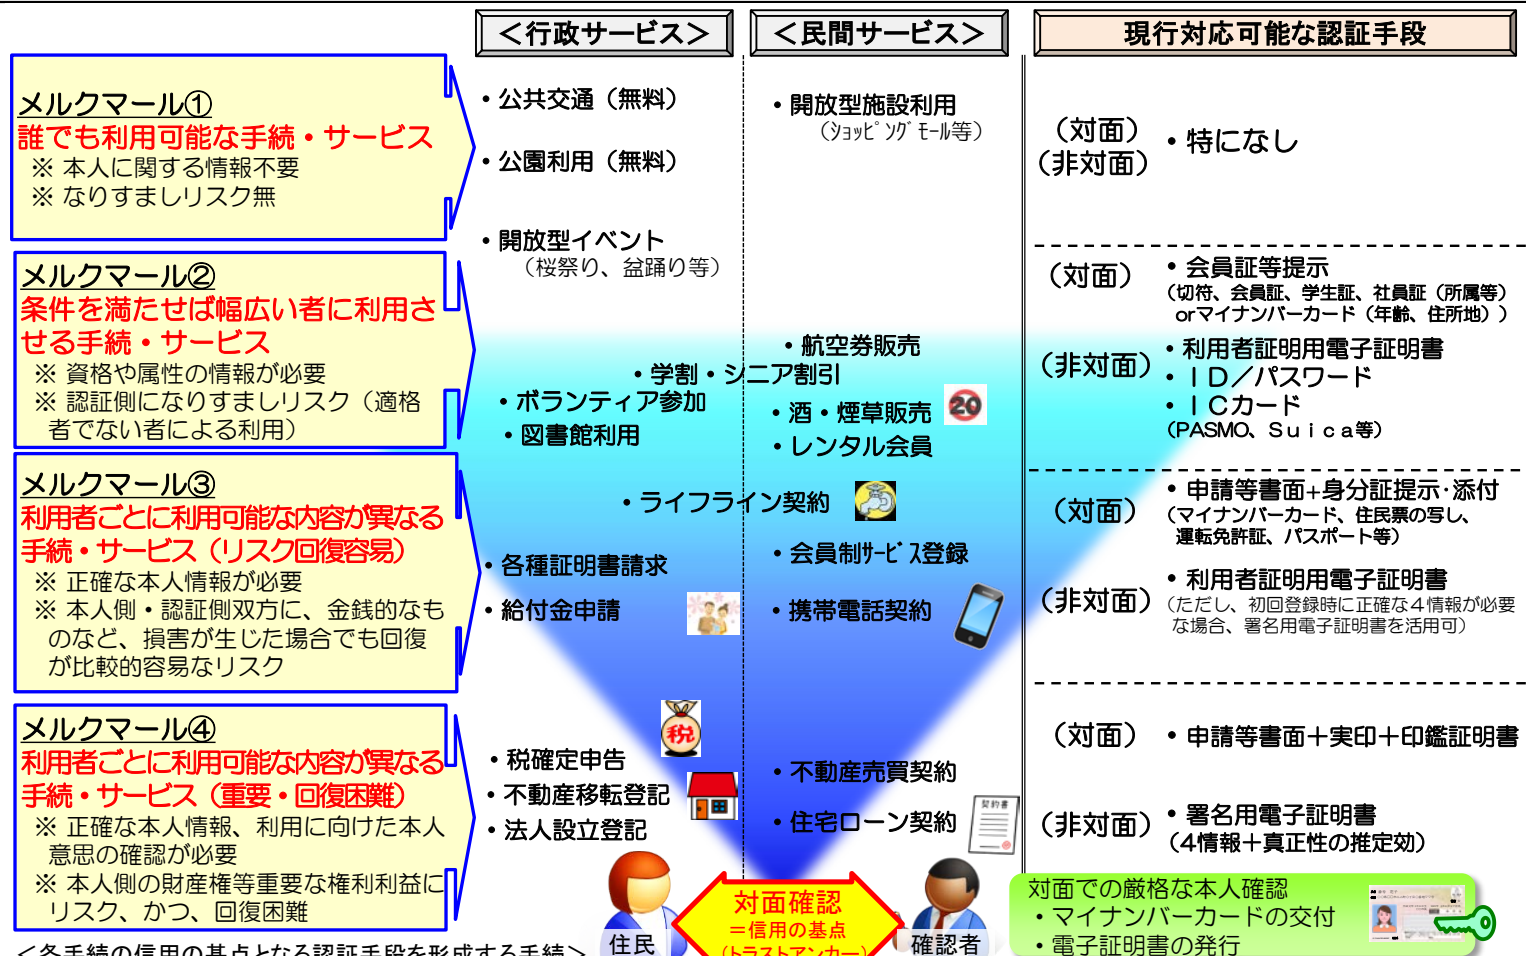 ＜行政サービス＞
＜民間サービス＞
現行対応可能な認証手段
メルクマール①
誰でも利用可能な手続・サービス
※ 本人に関する情報不要
※ なりすましリスク無
・公共交通（無料）
・公園利用（無料）
・開放型イベント
（桜祭り、盆踊り等）
・開放型施設利用
（ｼｮｯﾋﾟﾝｸﾞﾓｰﾙ等）
（対面）
（非対面）
・特になし
メルクマール②
条件を満たせば幅広い者に利用さ
せる手続・サービス
※ 資格や属性の情報が必要
※ 認証側になりすましリスク（適格
者でない者による利用）
・航空券販売
・学割・シニア割引
・ボランティア参加
・図書館利用
・酒・煙草販売
20
・レンタル会員
（対面）
・会員証等提示
（切符、会員証、学生証、社員証（所属等）
orマイナンバーカード（年齢、住所地））
（非対面）
・利用者証明用電子証明書
・ＩＤ／パスワード
・ＩＣカード
（PASMO、Ｓｕｉｃａ等）
メルクマール③
利用者ごとに利用可能な内容が異なる
手続・サービス（リスク回復容易）
※ 正確な本人情報が必要
※ 本人側・認証側双方に、金銭的なも
のなど、損害が生じた場合でも回復
が比較的容易なリスク
・ライフライン契約
・各種証明書請求
・給付金申請
・会員制ｻｰﾋﾞｽ登録
・携帯電話契約
（対面）
・申請等書面+身分証提示･添付
（マイナンバーカード、住民票の写し、
運転免許証、パスポート等）
（非対面）
・利用者証明用電子証明書
（ただし、初回登録時に正確な４情報が必要
な場合、署名用電子証明書を活用可）
メルクマール④
利用者ごとに利用可能な内容が異なる
手続・サービス（重要・回復困難）
※ 正確な本人情報、利用に向けた本人
意思の確認が必要
※ 本人側の財産権等重要な権利利益に
リスク、かつ、回復困難
税
・税確定申告
・不動産移転登記
・法人設立登記
・不動産売買契約
・住宅ローン契約
契約書
（対面）
・申請等書面＋実印＋印鑑証明書
（非対面）
・署名用電子証明書
（4情報＋真正性の推定効）
＜各手続の信用の基点となる認証手段を形成する手続＞
住民
対面確認
＝信用の基点
（トラストアンカー）
確認者
対面での厳格な本人確認
・マイナンバーカードの交付
・電子証明書の発行